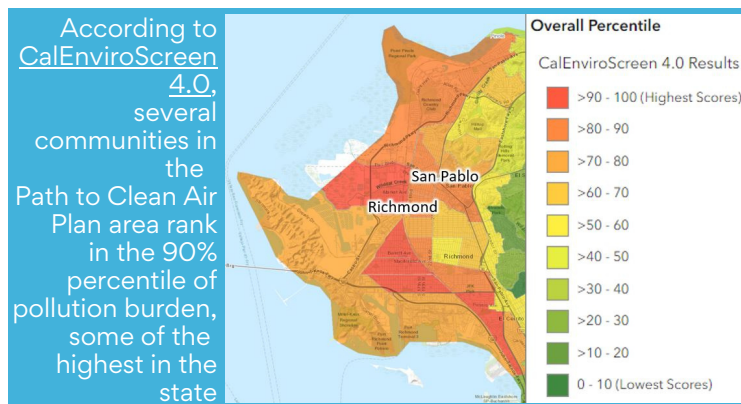 According to
CalEnviroScreen
4.0,
several
communities in
the
Path to Clean Air
Plan area rank
in the 90%
percentile of
pollution burden,
some of the
highest in the
state
San Pablo
Richmond
Richmond
Overall Percentile
CalEnviroScreen 4.0 Results
>90 - 100 (Highest Scores)
>80 - 90
>70 - 80
>60 - 70
>50 - 60
>40 - 50
>30 - 40
>20 - 30
>10 - 20
0 - 10 (Lowest Scores)